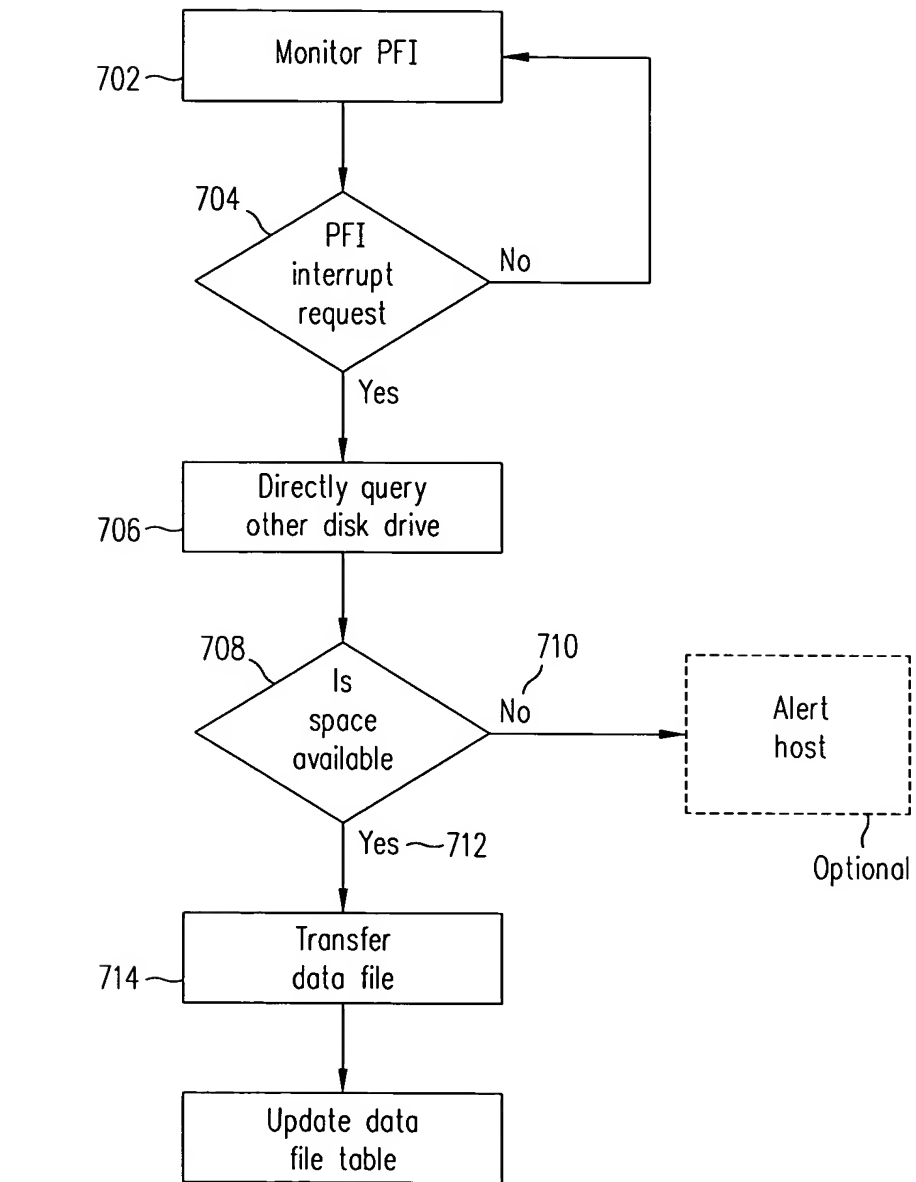 Monitor PFI
702
704
PFI
interrupt
request
No
Yes
Directly query
other disk drive
706
708
Is
space
available
710
No
Alert
host
Optional
Yes
712
Transfer
data file
714
Update data
file table